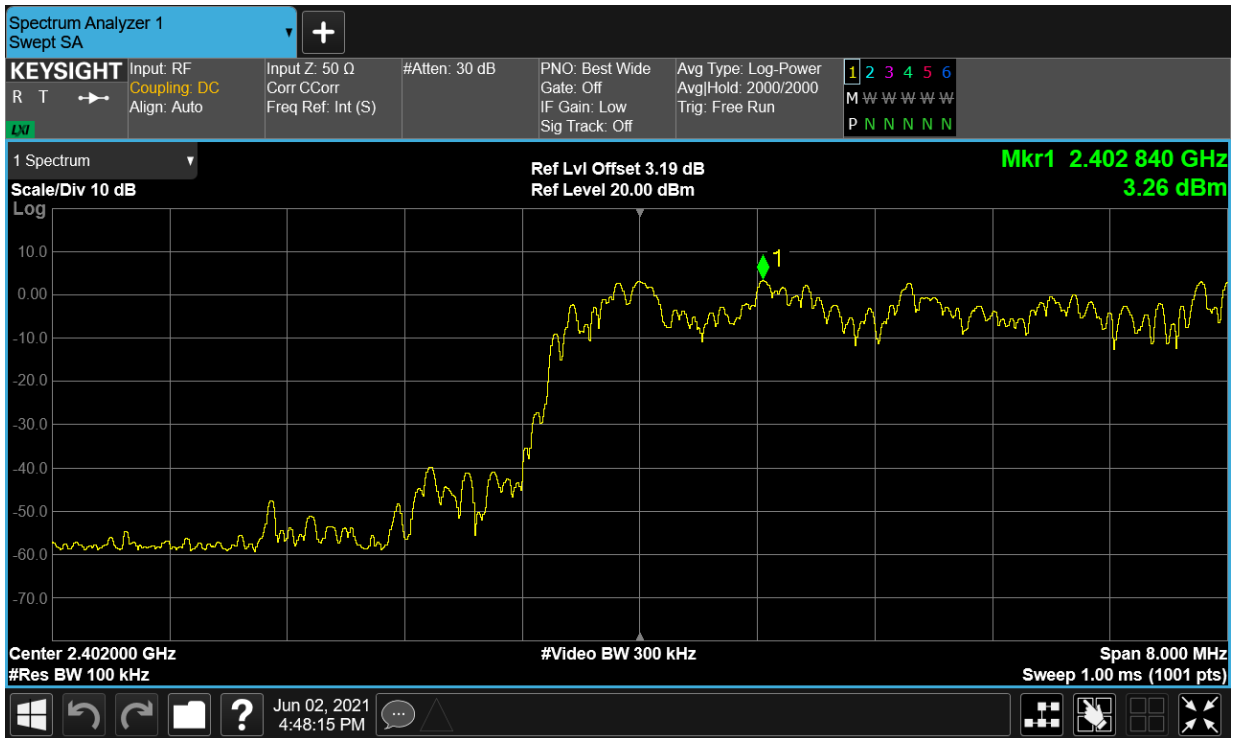 Spectrum Analyzer 1
Swept SA
+
KEYSIGHT
R T
LXI
Input: RF
Coupling: DC
Align: Auto
Input Z: 50 Ω
Corr CCorr
Freq Ref: Int (S)
#Atten: 30 dB
PNO: Best Wide
Gate: Off
IF Gain: Low
Sig Track: Off
Avg Type: Log-Power
Avg|Hold: 2000/2000
Trig: Free Run
1 2 3 4 5 6
M W W W W W
P N N N N N
1 Spectrum
Scale/Div 10 dB
Log
Ref Lvl Offset 3.19 dB
Ref Level 20.00 dBm
Mkr1 2.402 840 GHz
3.26 dBm
1
10.0
0.00
-10.0
-20.0
-30.0
-40.0
-50.0
-60.0
-70.0
Center 2.402000 GHz
#Res BW 100 kHz
#Video BW 300 kHz
Span 8.000 MHz
Sweep 1.00 ms (1001 pts)
?
Jun 02, 2021
4:48:15 PM